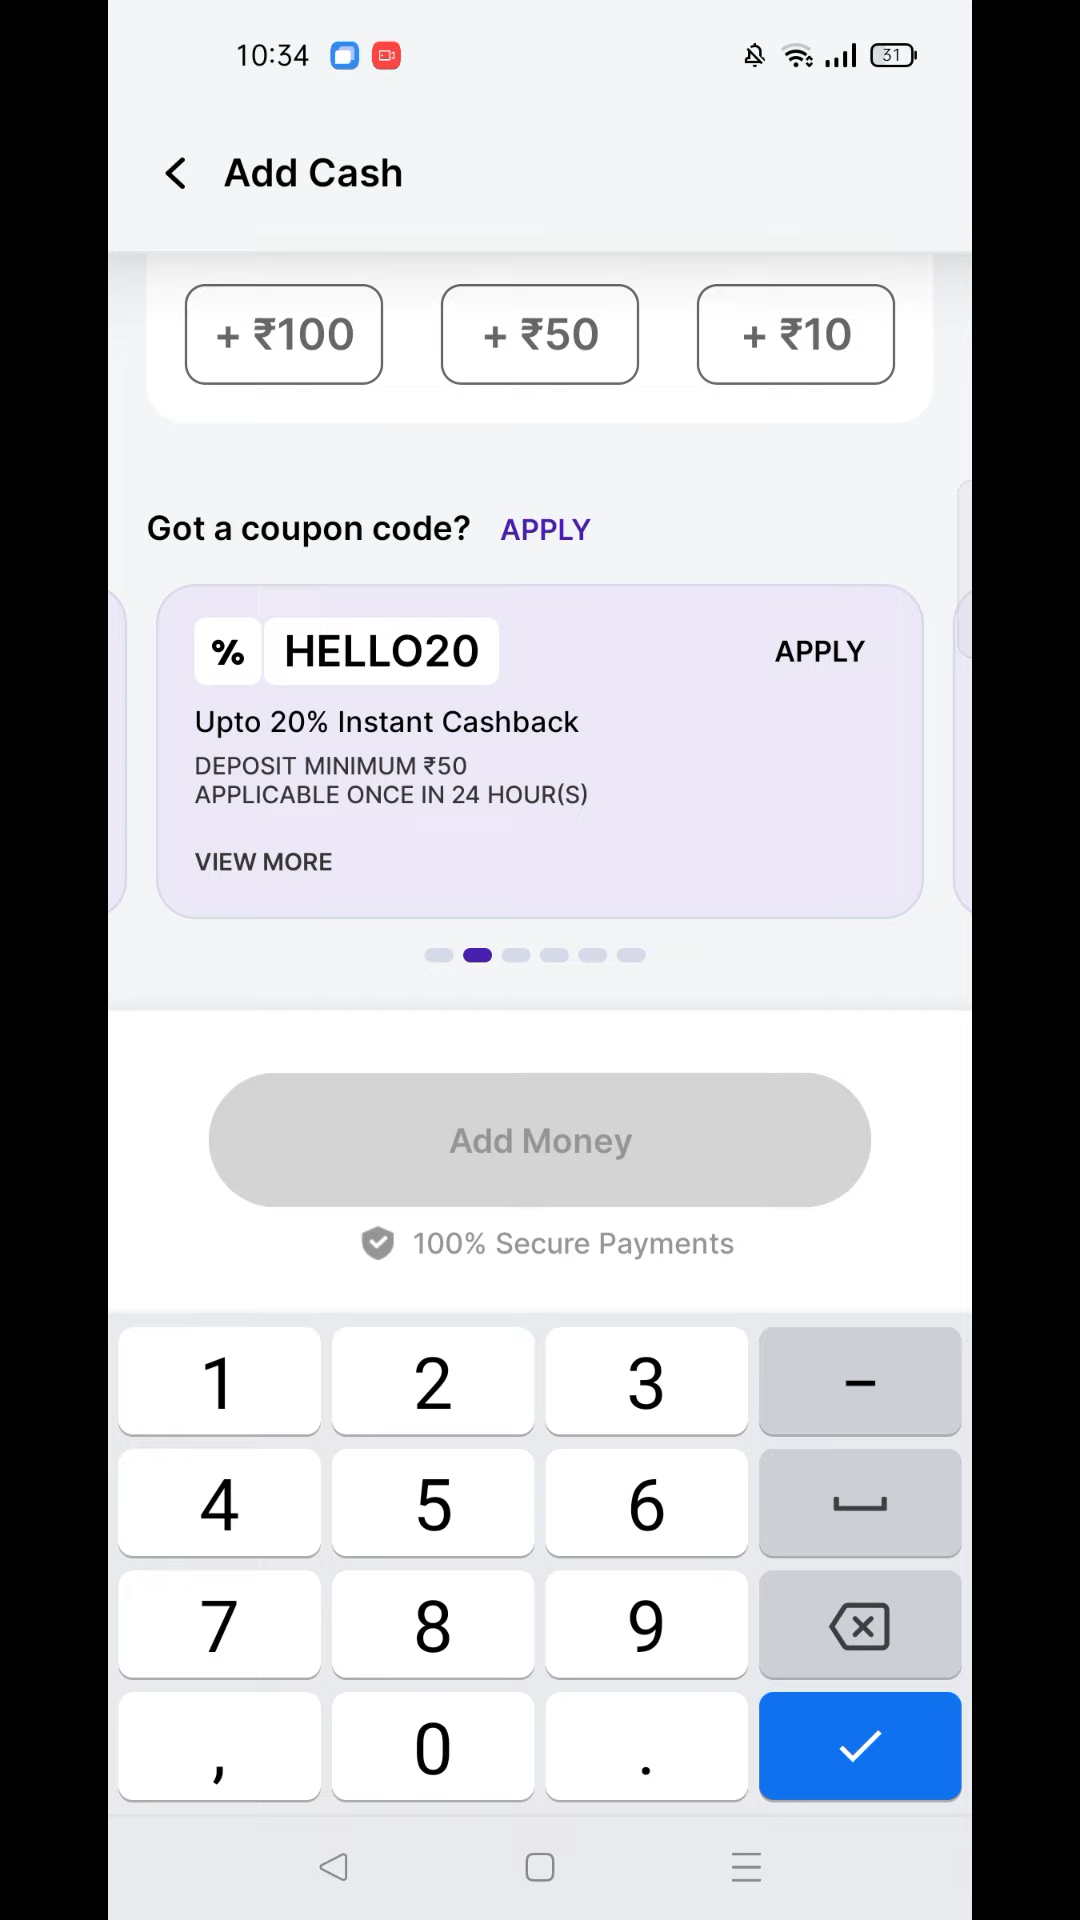 10:34
31
Add Cash
+ ₹100
+ ₹50
+ ₹10
Got a coupon code? APPLY
% HELLO20 APPLY
Upto 20% Instant Cashback
DEPOSIT MINIMUM ₹50
APPLICABLE ONCE IN 24 HOUR(S)
VIEW MORE
Add Money
100% Secure Payments
1 2 3 –
4 5 6
7 8 9
, 0 .